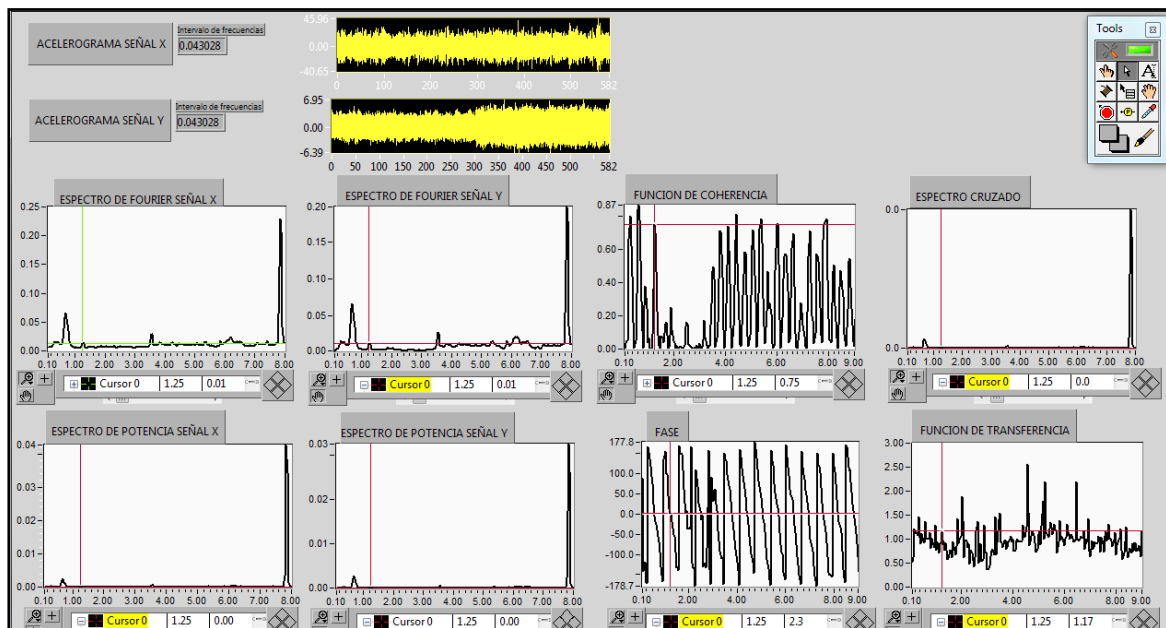 Tools
ACELEROGRAMA SEÑAL X
Intervalo de frecuencias
0.043028
45.96
0.00
-40.65
0 100 200 300 400 500 582
ACELEROGRAMA SEÑAL Y
Intervalo de frecuencias
0.043028
6.95
0.00
-6.39
0 50 100 150 200 250 300 350 400 450 500 582
ESPECTRO DE FOURIER SEÑAL X
0.25
0.20
0.15
0.10
0.05
0.00
0.10 1.00 2.00 3.00 4.00 5.00 6.00 7.00 8.00
Cursor 0 1.25 0.01
ESPECTRO DE FOURIER SEÑAL Y
0.20
0.15
0.10
0.05
0.00
0.10 1.00 2.00 3.00 4.00 5.00 6.00 7.00 8.00
Cursor 0 1.25 0.01
FUNCION DE COHERENCIA
0.87
0.60
0.40
0.20
0.00
0.10 2.00 4.00 6.00 8.00 9.00
Cursor 0 1.25 0.75
ESPECTRO CRUZADO
0.0
0.0
0.10 1.00 2.00 3.00 4.00 5.00 6.00 7.00 8.00
Cursor 0 1.25 0.0
ESPECTRO DE POTENCIA SEÑAL X
0.04
0.03
0.02
0.01
0.00
0.10 1.00 2.00 3.00 4.00 5.00 6.00 7.00 8.00
Cursor 0 1.25 0.00
ESPECTRO DE POTENCIA SEÑAL Y
0.03
0.02
0.01
0.00
0.10 1.00 2.00 3.00 4.00 5.00 6.00 7.00 8.00
Cursor 0 1.25 0.00
FASE
177.8
100.0
50.0
0.0
-50.0
-100.0
-178.7
0.10 2.00 4.00 6.00 8.00 9.00
Cursor 0 1.25 2.3
FUNCION DE TRANSFERENCIA
3.00
2.50
2.00
1.50
1.00
0.50
0.00
0.10 2.00 4.00 6.00 8.00 9.00
Cursor 0 1.25 1.17